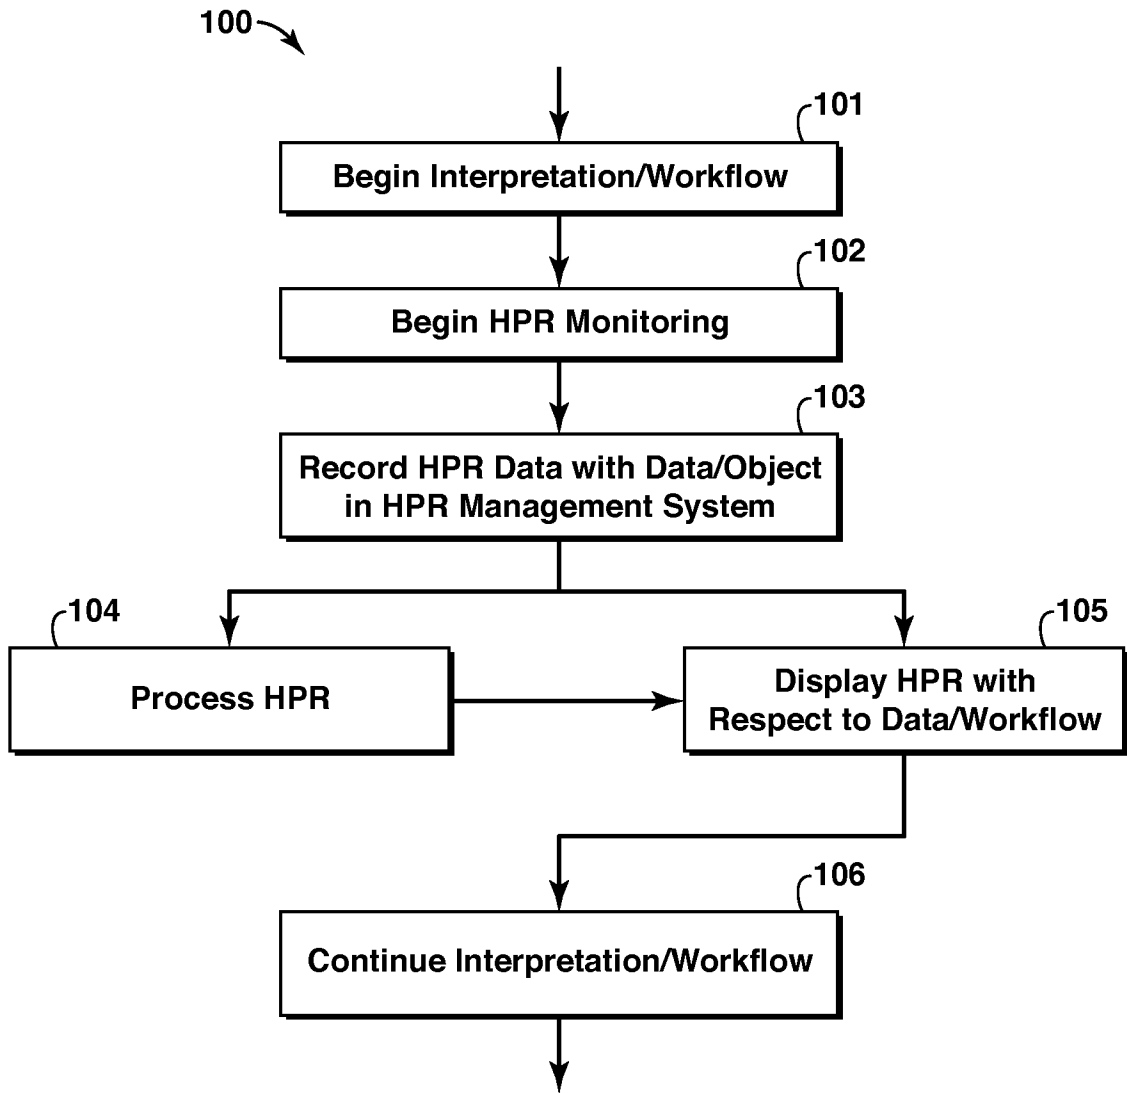 100
101
Begin Interpretation/Workflow
102
Begin HPR Monitoring
103
Record HPR Data with Data/Object
in HPR Management System
104
Process HPR
105
Display HPR with
Respect to Data/Workflow
106
Continue Interpretation/Workflow